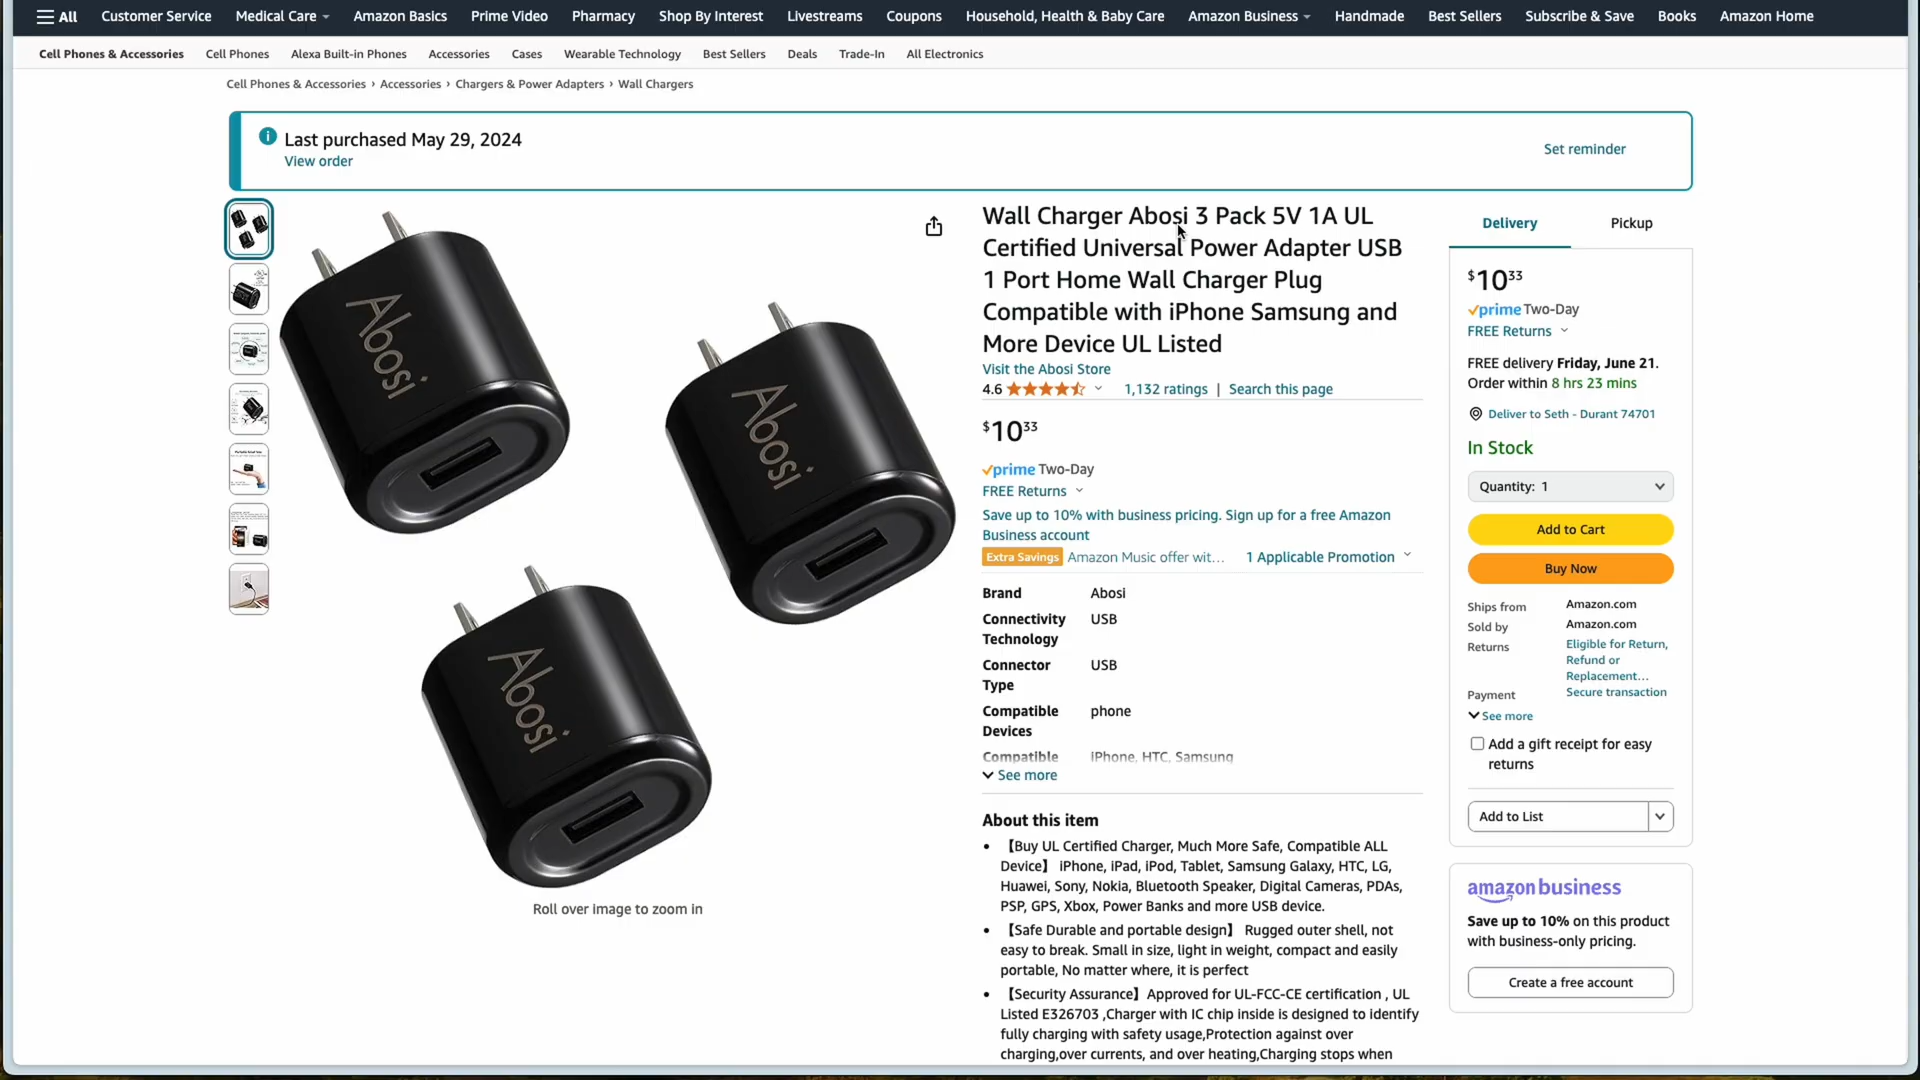 All Customer Service Medical Care Amazon Basics Prime Video Pharmacy Shop By Interest Livestreams Coupons Household, Health & Baby Care Amazon Business Handmade Best Sellers Subscribe & Save Books Amazon Home
Cell Phones & Accessories Cell Phones Alexa Built-in Phones Accessories Cases Wearable Technology Best Sellers Deals Trade-In All Electronics
Cell Phones & Accessories › Accessories › Chargers & Power Adapters › Wall Chargers
Last purchased May 29, 2024
View order
Set reminder
Abosi
Abosi
Abosi
Roll over image to zoom in
Wall Charger Abosi 3 Pack 5V 1A UL
Certified Universal Power Adapter USB
1 Port Home Wall Charger Plug
Compatible with iPhone Samsung and
More Device UL Listed
Visit the Abosi Store
4.6 1,132 ratings | Search this page
$10 33
prime Two-Day
FREE Returns
Save up to 10% with business pricing. Sign up for a free Amazon
Business account
Extra Savings Amazon Music offer wit... 1 Applicable Promotion
Brand Abosi
Connectivity USB
Technology
Connector USB
Type
Compatible phone
Devices
Compatible iPhone, HTC, Samsung
See more
About this item
• 【Buy UL Certified Charger, Much More Safe, Compatible ALL
Device】 iPhone, iPad, iPod, Tablet, Samsung Galaxy, HTC, LG,
Huawei, Sony, Nokia, Bluetooth Speaker, Digital Cameras, PDAs,
PSP, GPS, Xbox, Power Banks and more USB device.
• 【Safe Durable and portable design】 Rugged outer shell, not
easy to break. Small in size, light in weight, compact and easily
portable, No matter where, it is perfect
• 【Security Assurance】Approved for UL-FCC-CE certification , UL
Listed E326703 ,Charger with IC chip inside is designed to identify
fully charging with safety usage,Protection against over
charging,over currents, and over heating,Charging stops when
Delivery Pickup
$10 33
prime Two-Day
FREE Returns
FREE delivery Friday, June 21.
Order within 8 hrs 23 mins
Deliver to Seth - Durant 74701
In Stock
Quantity: 1
Add to Cart
Buy Now
Ships from Amazon.com
Sold by Amazon.com
Returns Eligible for Return,
Refund or
Replacement...
Payment Secure transaction
See more
Add a gift receipt for easy
returns
Add to List
amazon business
Save up to 10% on this product
with business-only pricing.
Create a free account